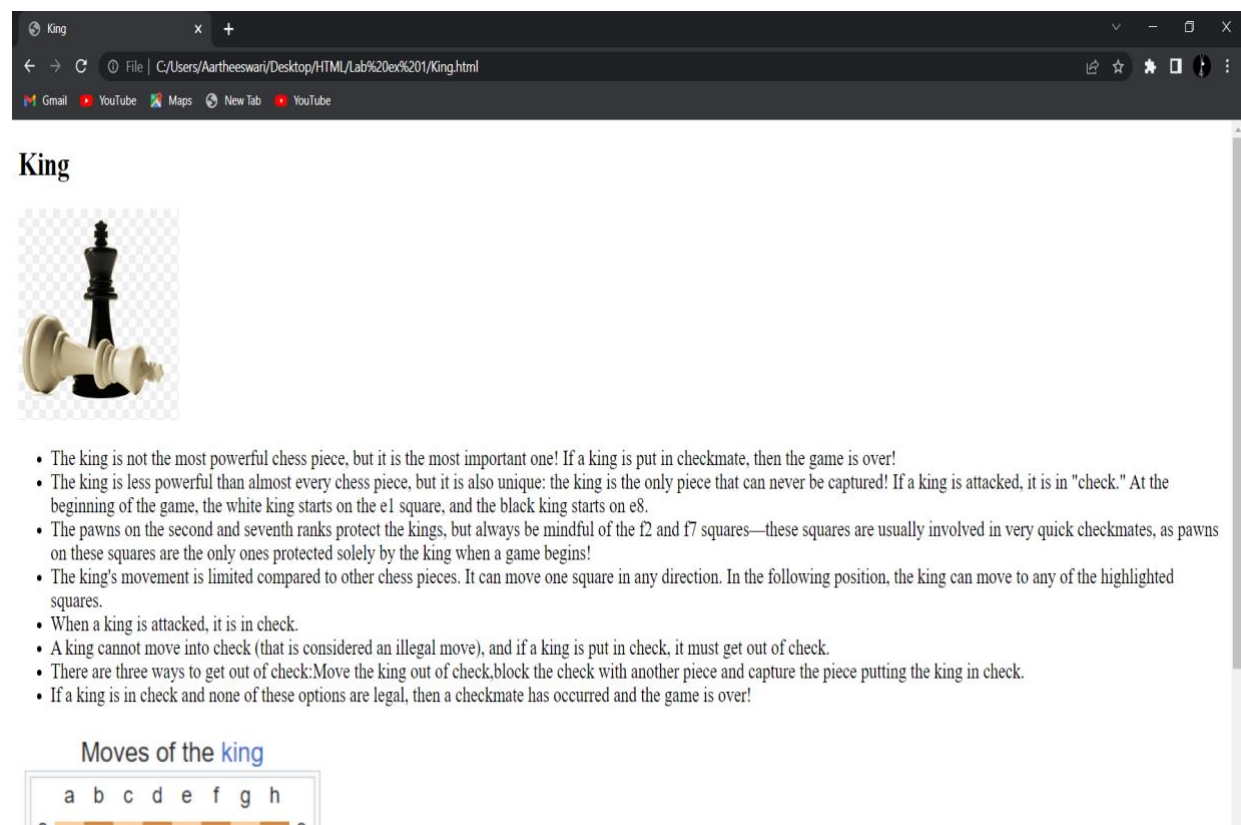 King
File | C:/Users/Aartheeswari/Desktop/HTML/Lab%20ex%201/King.html
Gmail YouTube Maps New Tab YouTube
King
The king is not the most powerful chess piece, but it is the most important one! If a king is put in checkmate, then the game is over!
The king is less powerful than almost every chess piece, but it is also unique: the king is the only piece that can never be captured! If a king is attacked, it is in "check." At the
beginning of the game, the white king starts on the e1 square, and the black king starts on e8.
The pawns on the second and seventh ranks protect the kings, but always be mindful of the f2 and f7 squares—these squares are usually involved in very quick checkmates, as pawns
on these squares are the only ones protected solely by the king when a game begins!
The king's movement is limited compared to other chess pieces. It can move one square in any direction. In the following position, the king can move to any of the highlighted
squares.
When a king is attacked, it is in check.
A king cannot move into check (that is considered an illegal move), and if a king is put in check, it must get out of check.
There are three ways to get out of check:Move the king out of check,block the check with another piece and capture the piece putting the king in check.
If a king is in check and none of these options are legal, then a checkmate has occurred and the game is over!
Moves of the king
a b c d e f g h